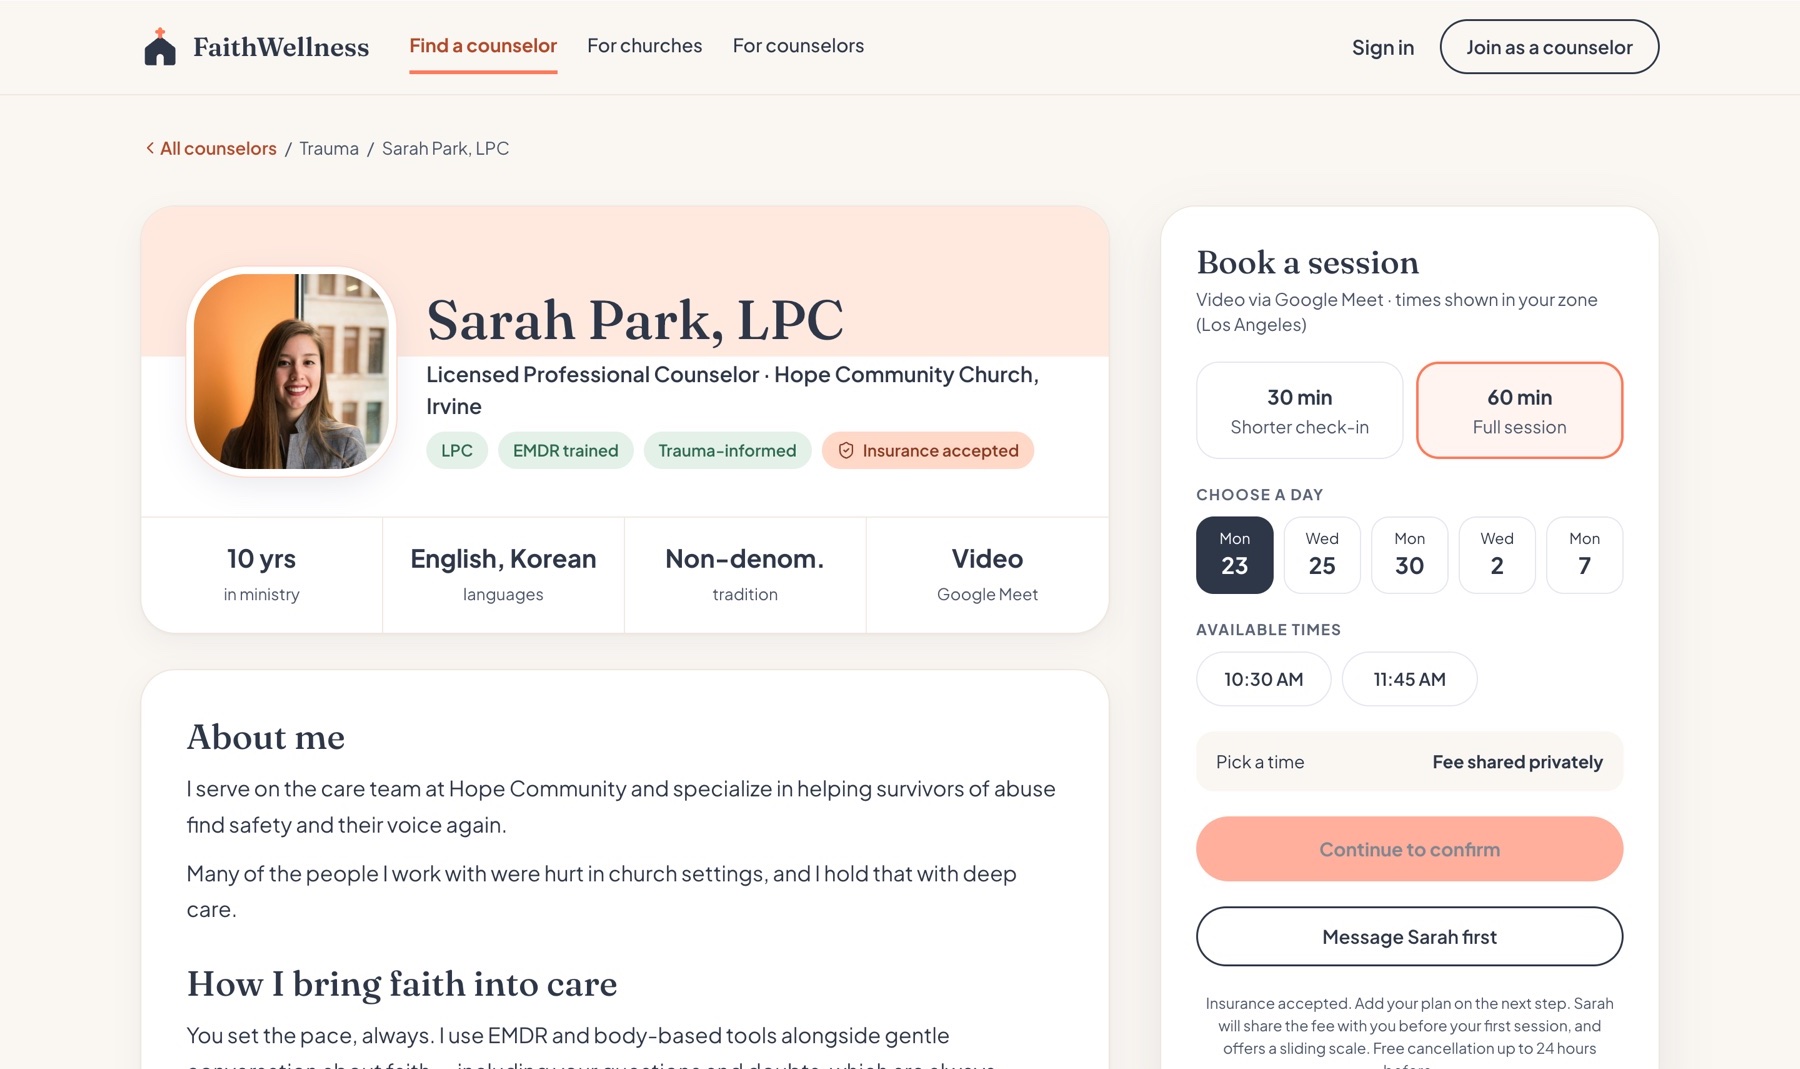 FaithWellness
Find a counselor
For churches
For counselors
Sign in
Join as a counselor
All counselors / Trauma / Sarah Park, LPC
Sarah Park, LPC
Licensed Professional Counselor · Hope Community Church,
Irvine
LPC
EMDR trained
Trauma-informed
Insurance accepted
10 yrs
in ministry
English, Korean
languages
Non-denom.
tradition
Video
Google Meet
About me
I serve on the care team at Hope Community and specialize in helping survivors of abuse
find safety and their voice again.
Many of the people I work with were hurt in church settings, and I hold that with deep
care.
How I bring faith into care
You set the pace, always. I use EMDR and body-based tools alongside gentle
Book a session
Video via Google Meet · times shown in your zone
(Los Angeles)
30 min
Shorter check-in
60 min
Full session
CHOOSE A DAY
Mon
23
Wed
25
Mon
30
Wed
2
Mon
7
AVAILABLE TIMES
10:30 AM
11:45 AM
Pick a time
Fee shared privately
Continue to confirm
Message Sarah first
Insurance accepted. Add your plan on the next step. Sarah
will share the fee with you before your first session, and
offers a sliding scale. Free cancellation up to 24 hours